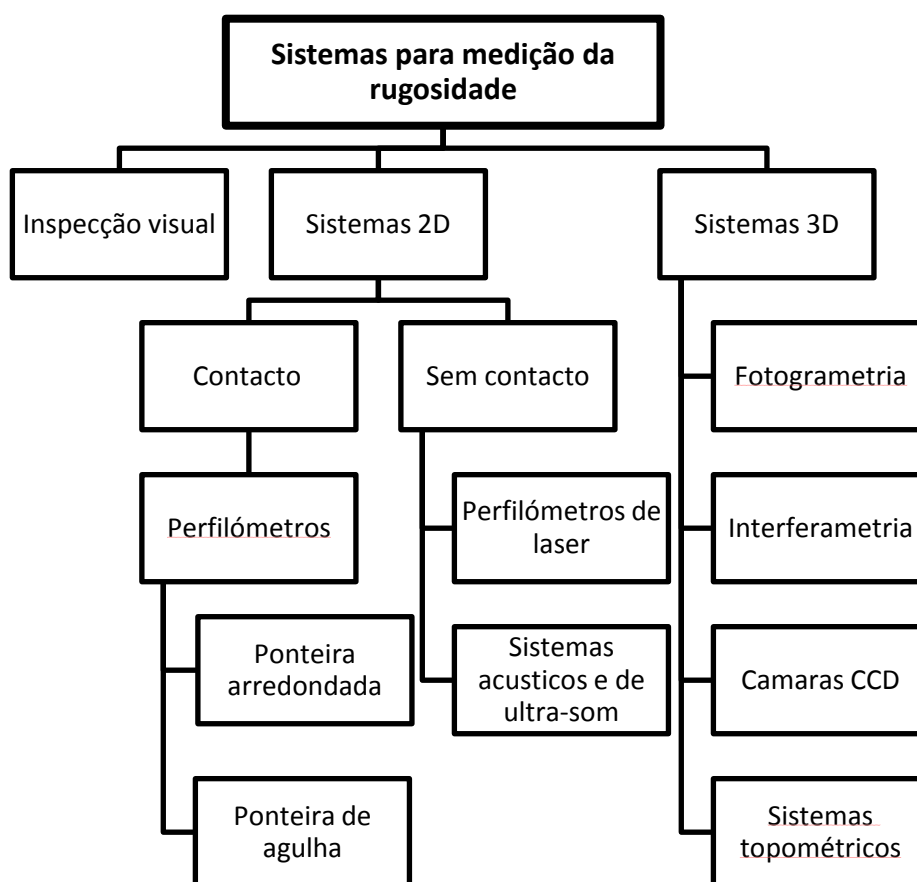 Sistemas para medição da
rugosidade
Inspecção visual
Sistemas 2D
Sistemas 3D
Contacto
Sem contacto
Fotogrametria
Perfilómetros
Perfilómetros de
laser
Interferametria
Ponteira
arredondada
Sistemas
acusticos e de
ultra-som
Camaras CCD
Ponteira de
agulha
Sistemas
topométricos